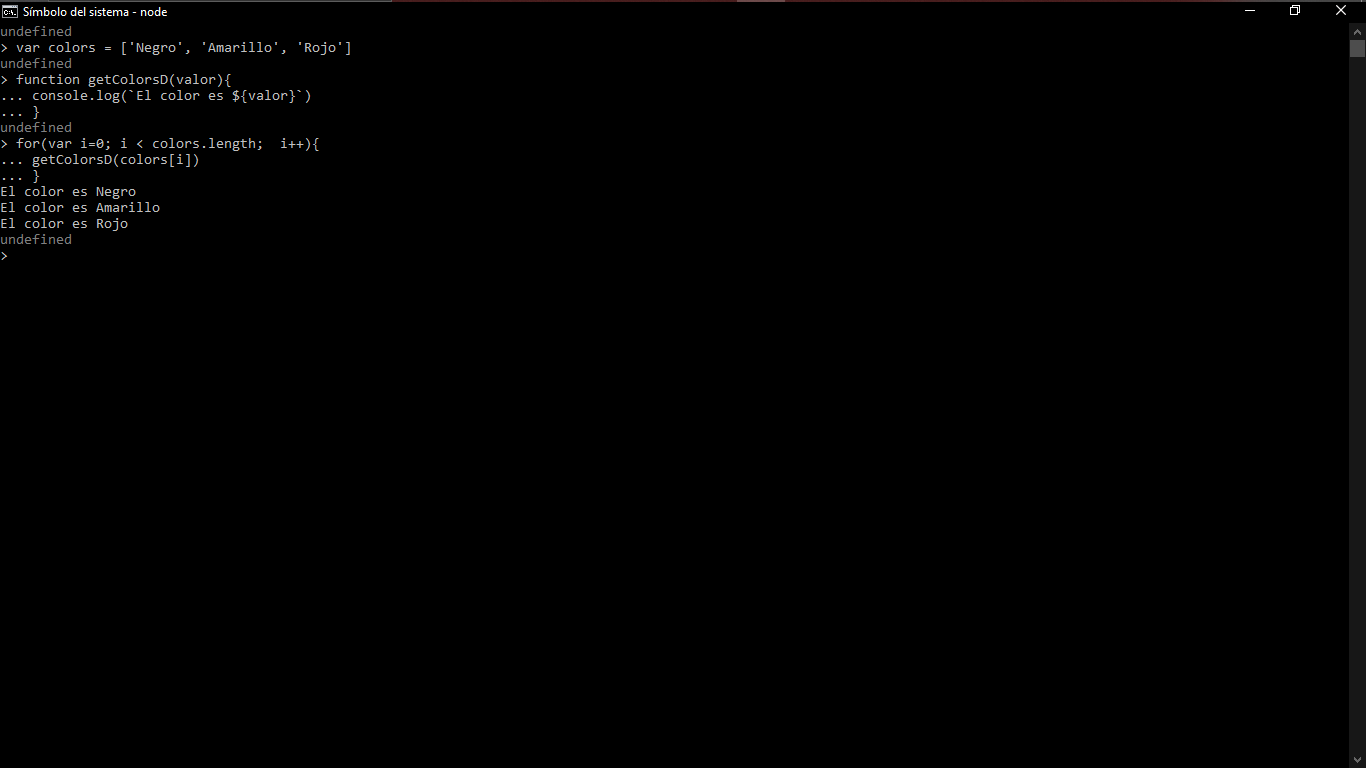 Símbolo del sistema - node
undefined
> var colors = ['Negro', 'Amarillo', 'Rojo']
undefined
> function getColorsD(valor){
... console.log(`El color es ${valor}`)
... }
undefined
> for(var i=0; i < colors.length;  i++){
... getColorsD(colors[i])
... }
El color es Negro
El color es Amarillo
El color es Rojo
undefined
>